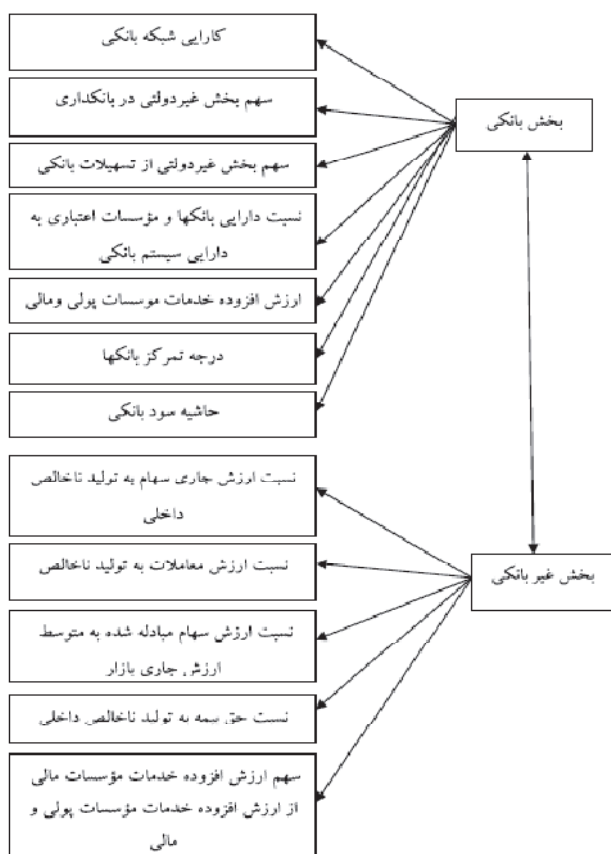 کارایی شبکه بانکی
بخش بانکی
سهم بخش غیردولتی در بانکداری
سهم بخش غیردولتی از تسهیلات بانکی
نسبت دارایی بانکها و مؤسسات اعتباری به
دارایی سیستم بانکی
ارزش افزوده خدمات موسسات پولی ومالی
درجه تمرکز بانکها
حاشیه سود بانکی
نسبت ارزش جاری سهام به تولید ناخالص
داخلی
بخش غیر بانکی
نسبت ارزش معاملات به تولید ناخالص
نسبت ارزش سهام مبادله شده به متوسط
ارزش جاری بازار
نسبت حق بیمه به تولید ناخالص داخلی
سهم ارزش افزوده خدمات مؤسسات مالی
از ارزش افزوده خدمات مؤسسات پولی و
مالی